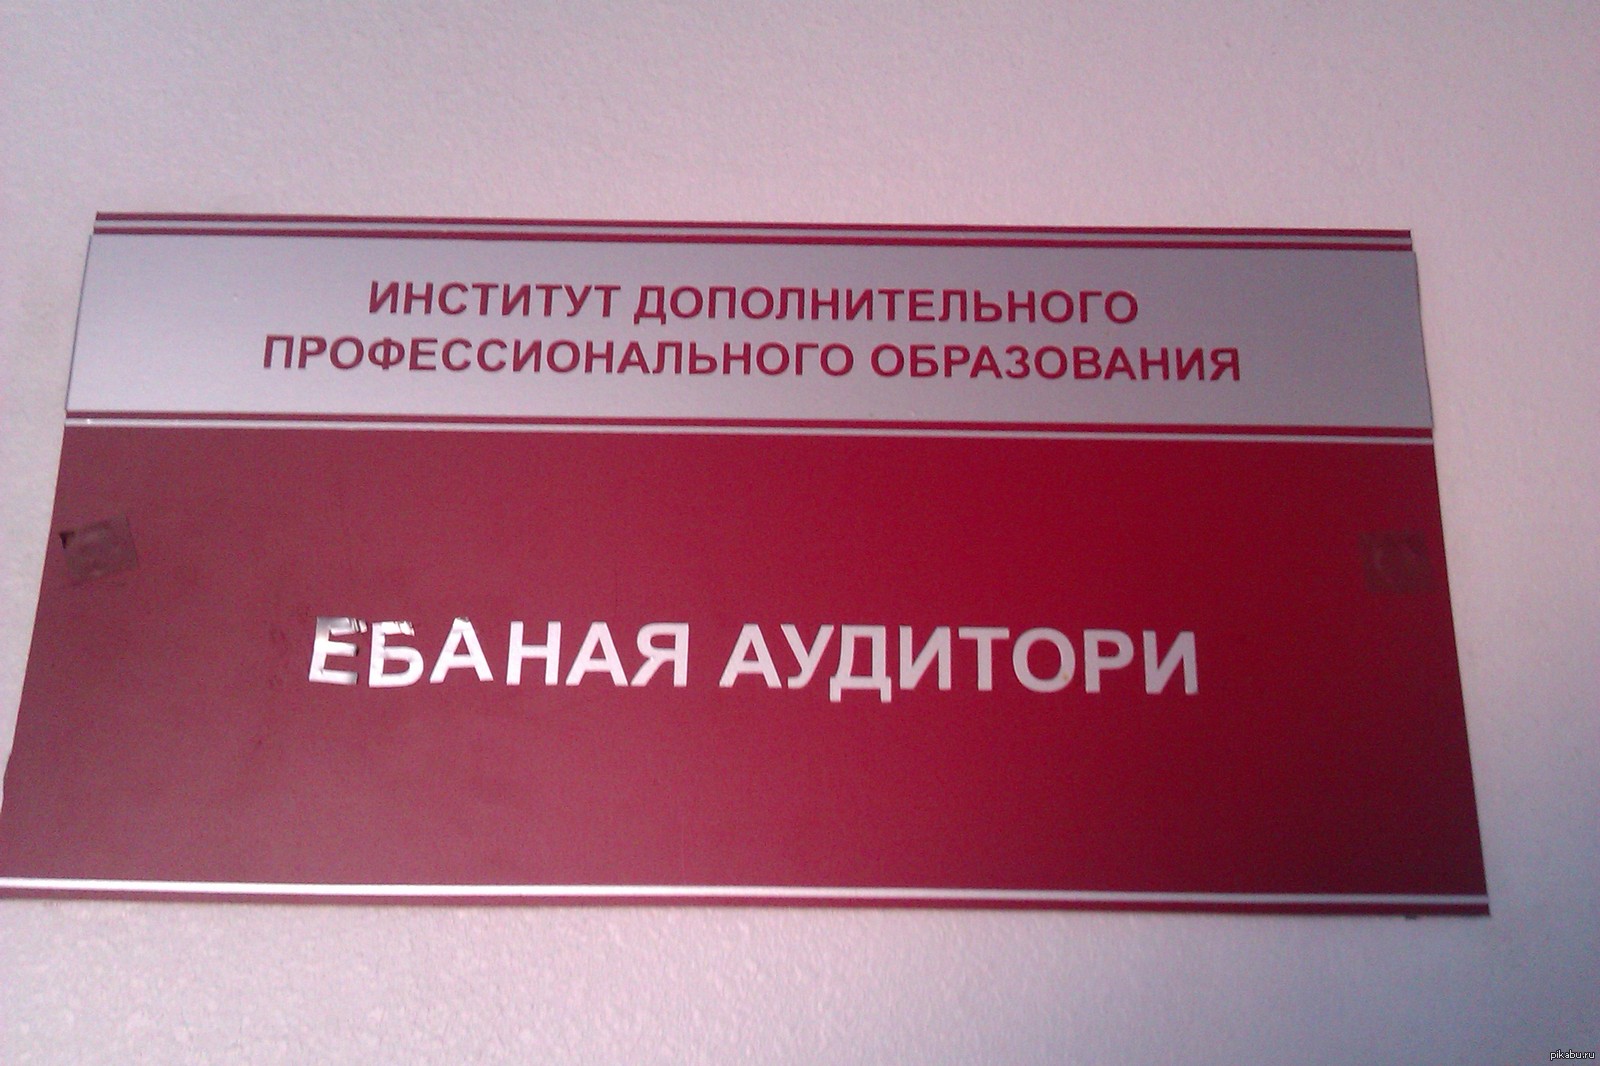 ИНСТИТУТ ДОПОЛНИТЕЛЬНОГО
ПРОФЕССИОНАЛЬНОГО ОБРАЗОВАНИЯ
ЕБАНАЯ АУДИТОРИ
pikabu.ru